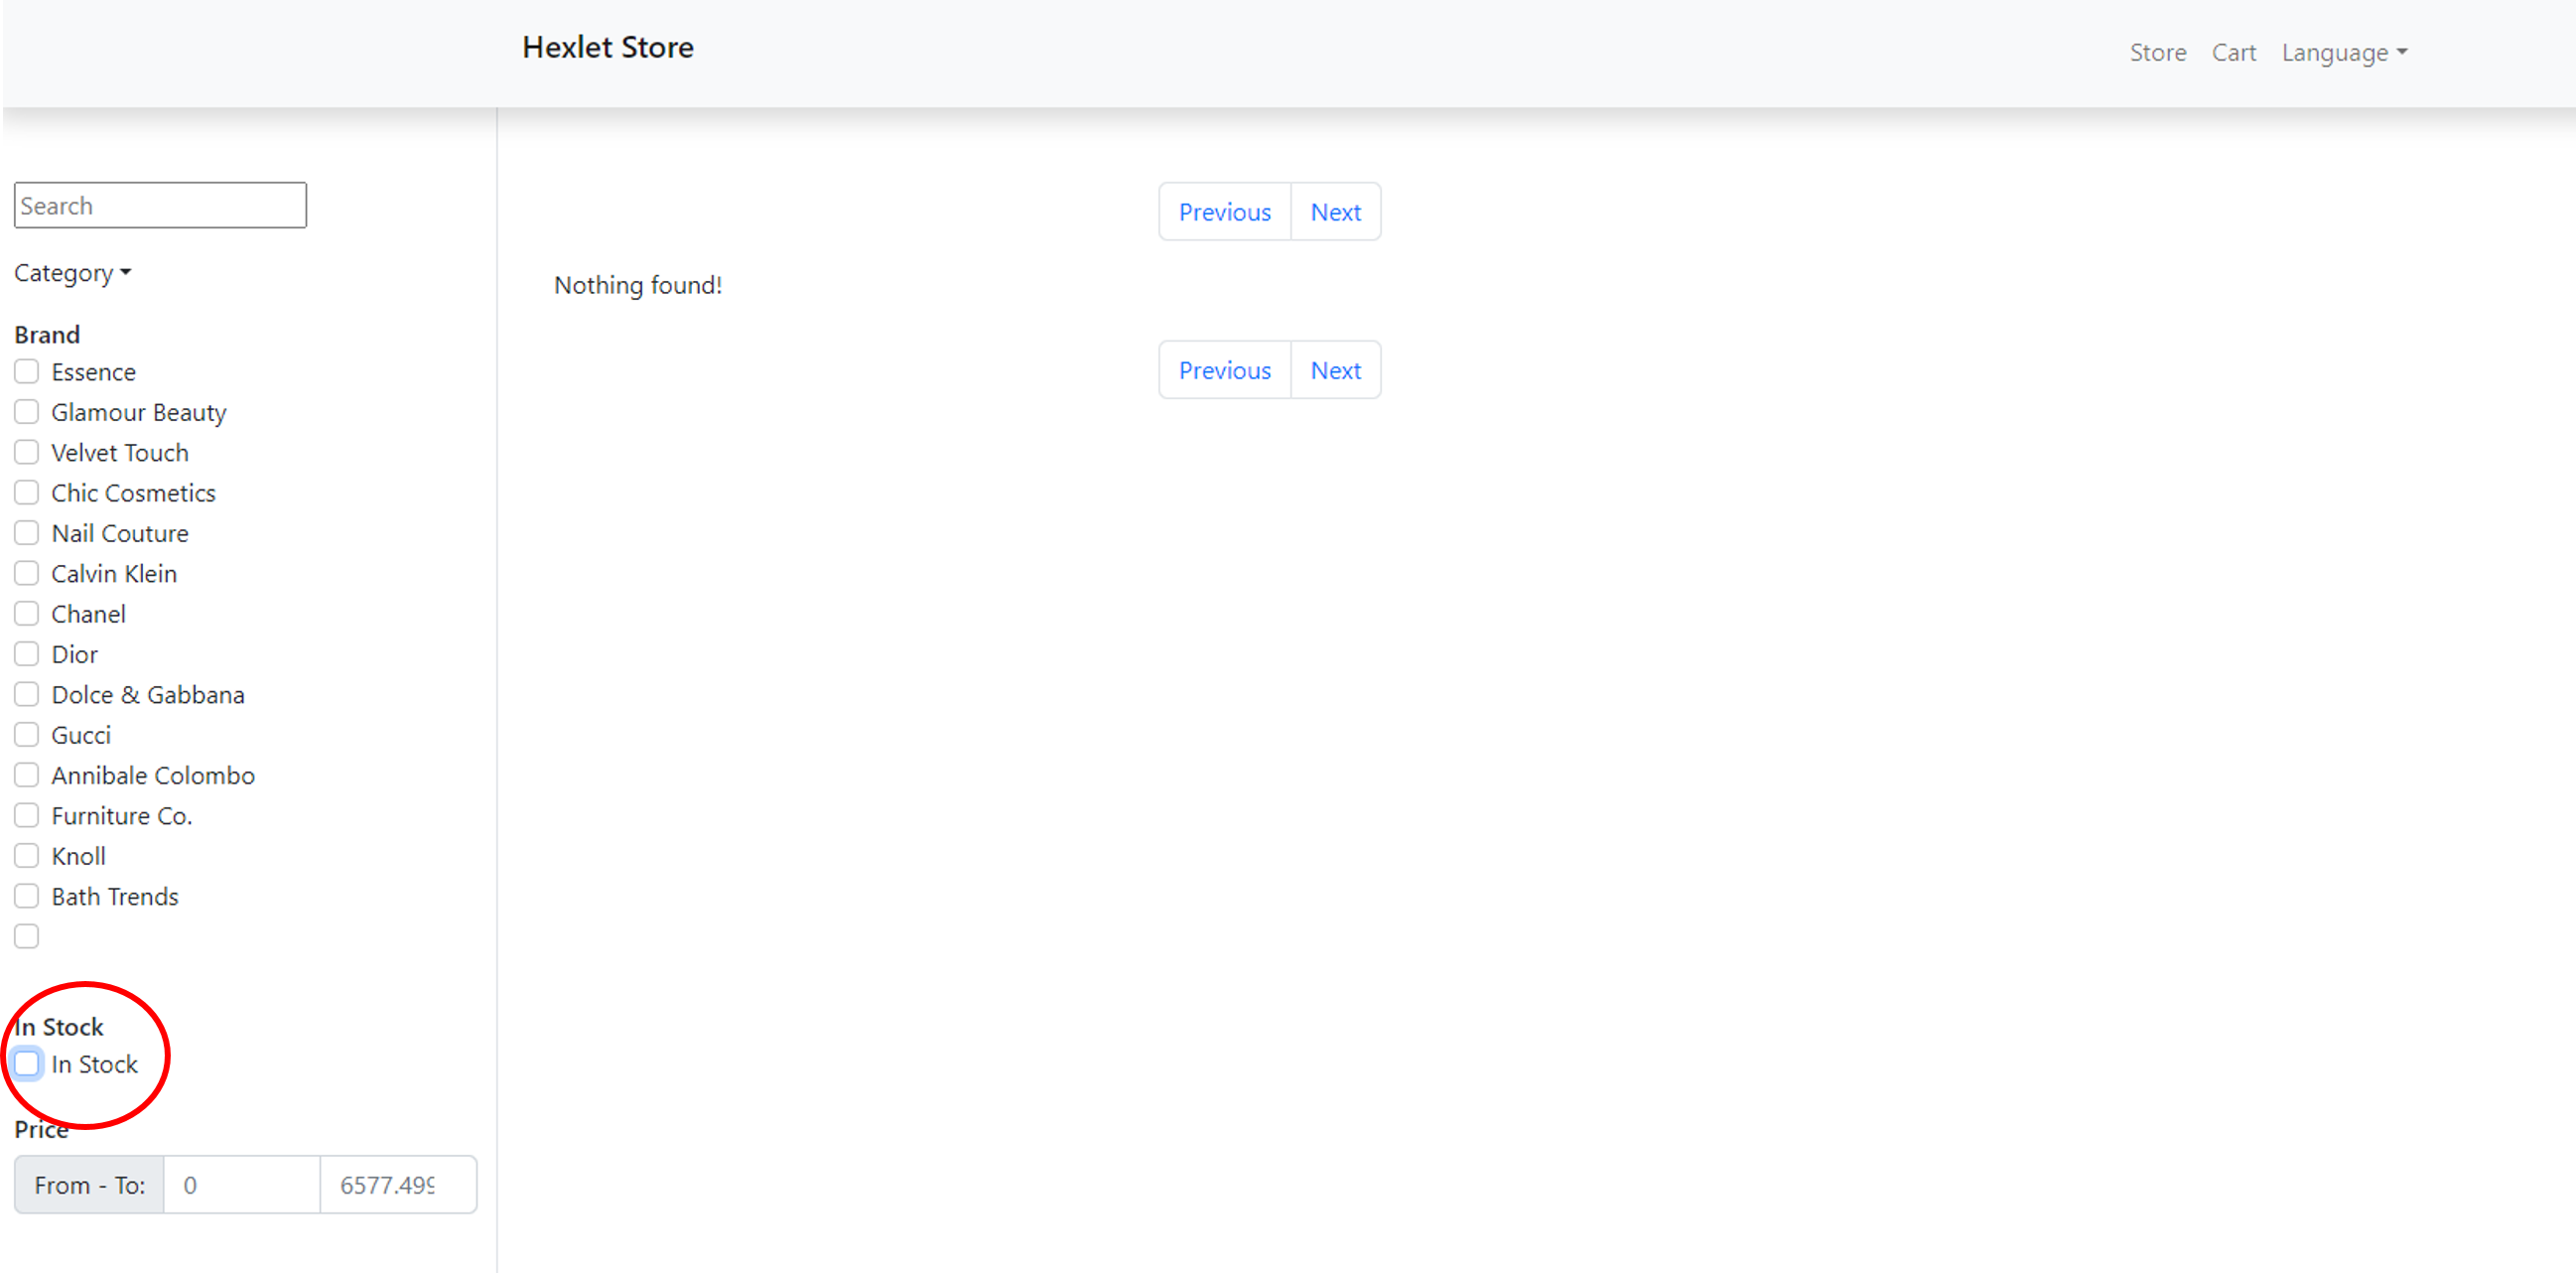 Hexlet Store
Store Cart Language
Search
Category
Brand
Essence
Glamour Beauty
Velvet Touch
Chic Cosmetics
Nail Couture
Calvin Klein
Chanel
Dior
Dolce & Gabbana
Gucci
Annibale Colombo
Furniture Co.
Knoll
Bath Trends
In Stock
In Stock
Price
From - To: 0 6577.499
Previous Next
Nothing found!
Previous Next